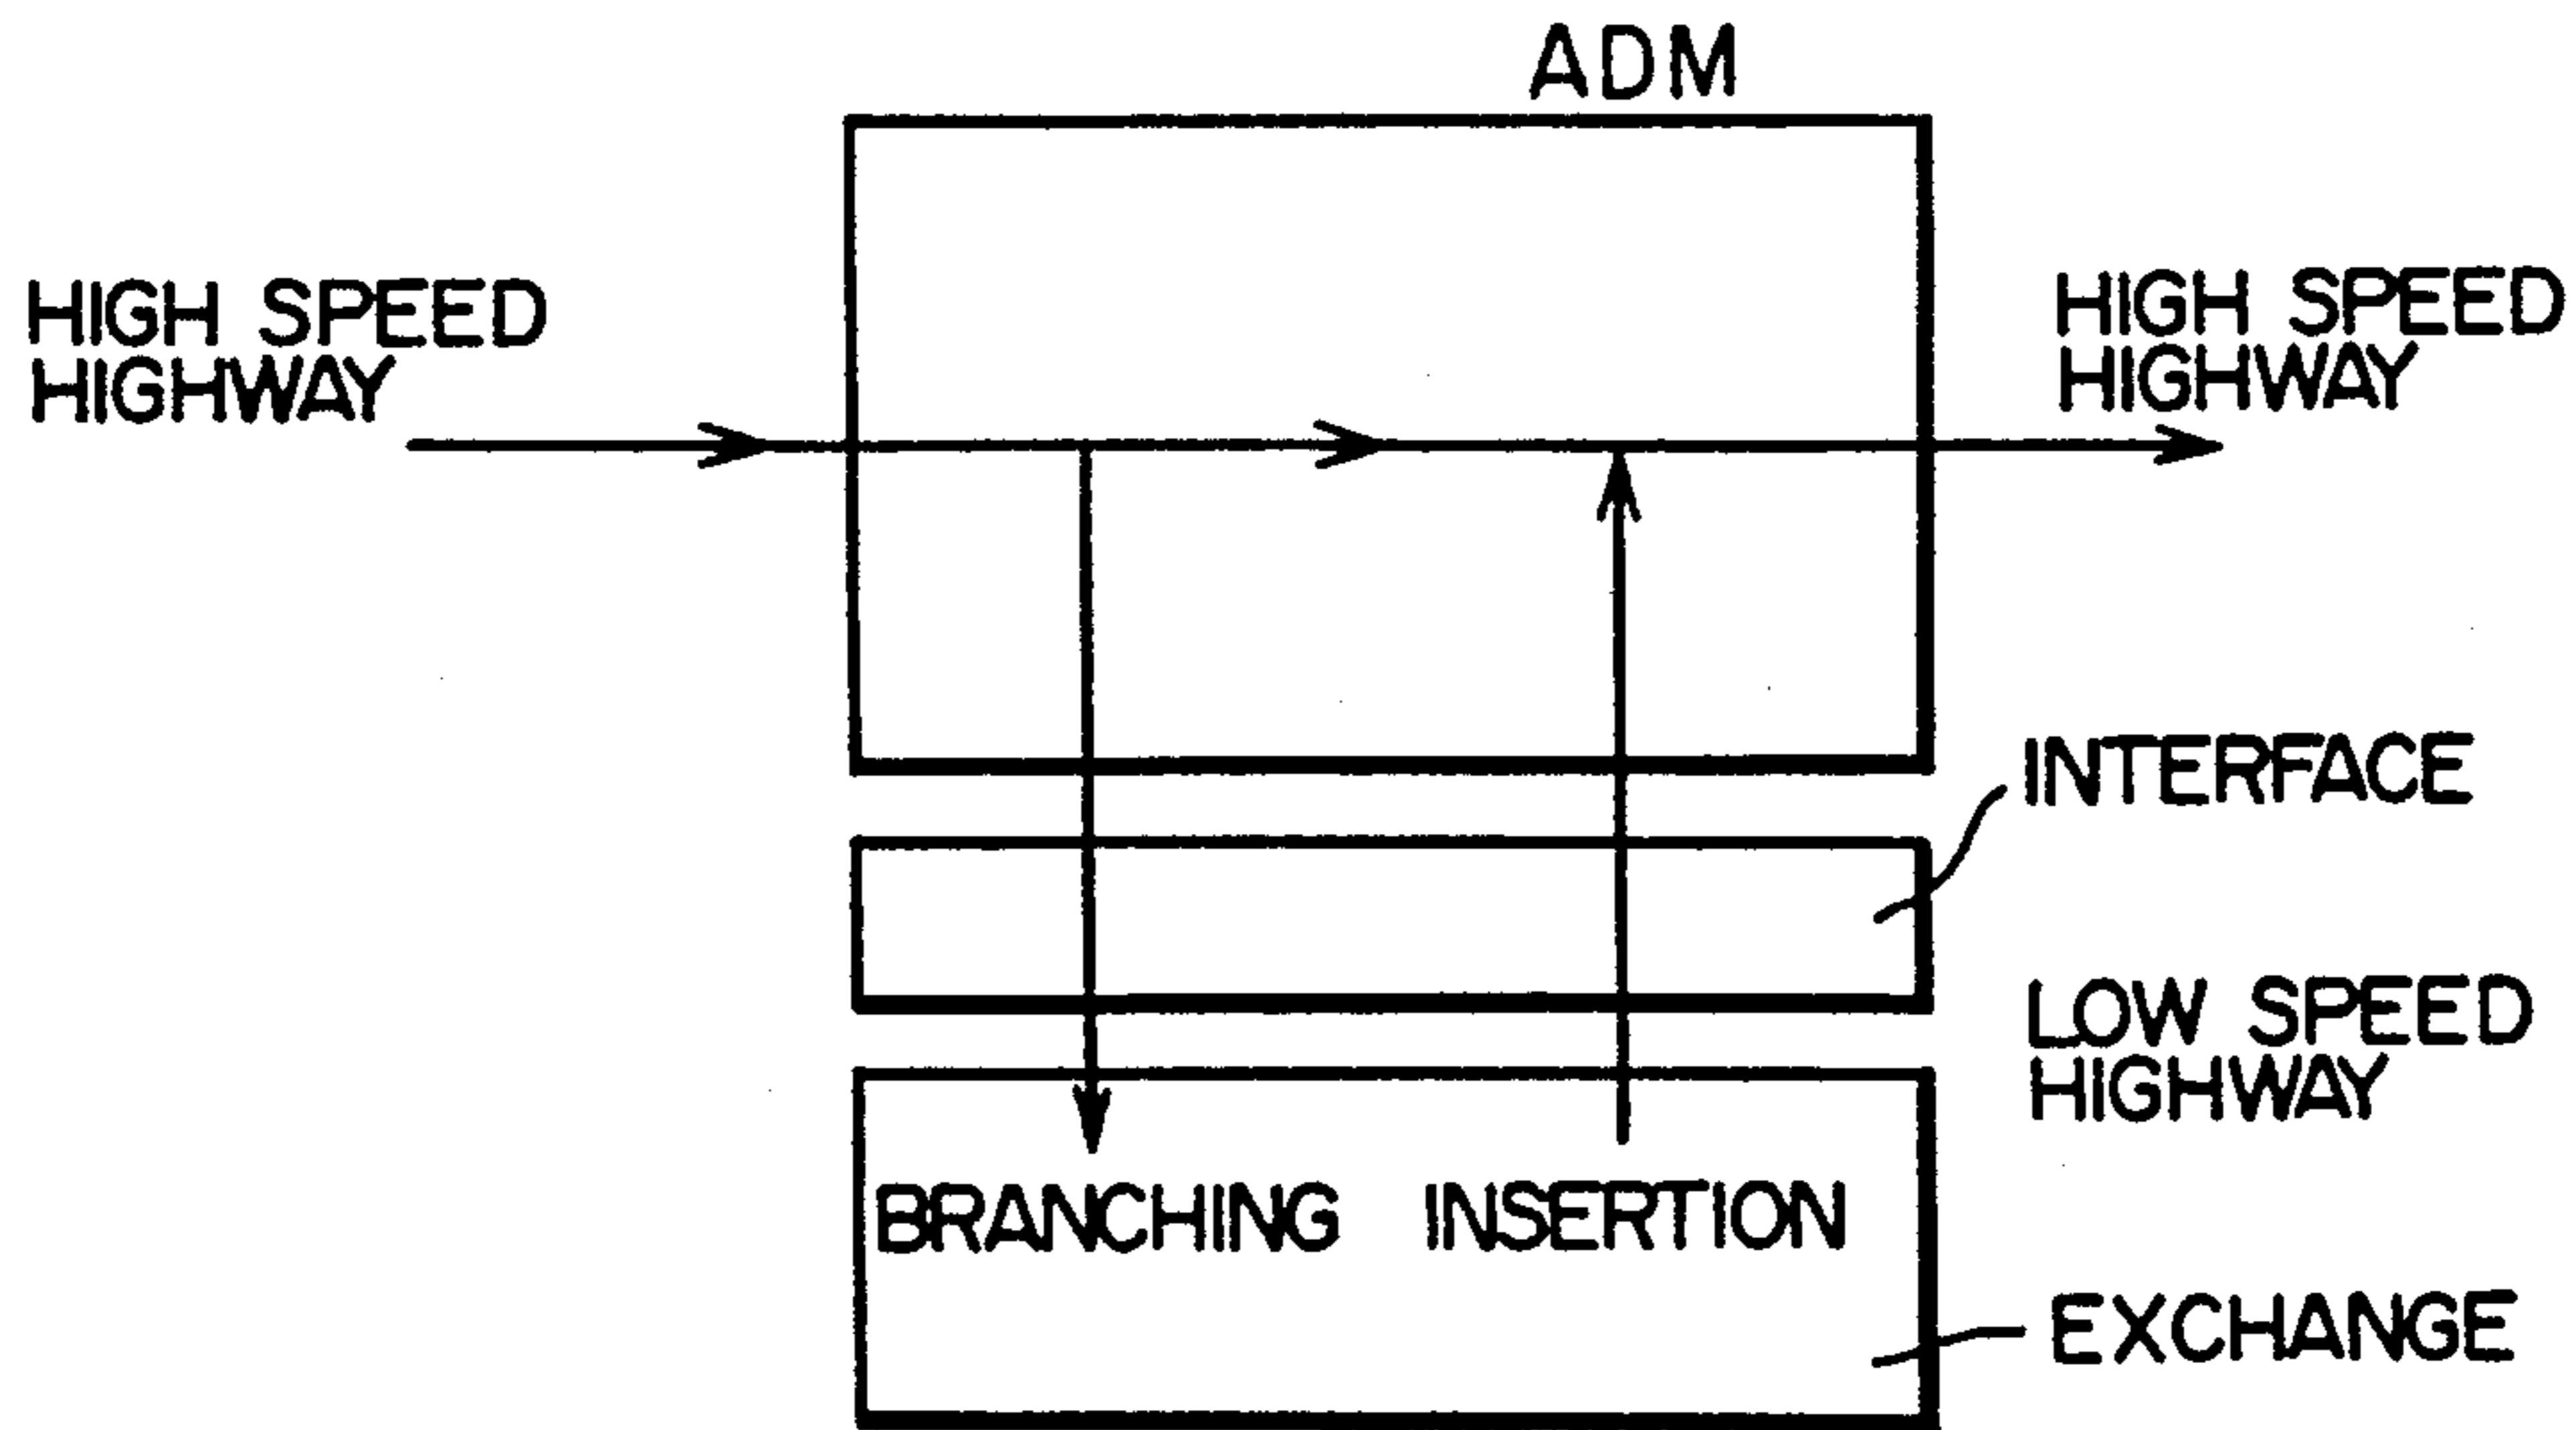 ADM
HIGH SPEED
HIGHWAY
HIGH SPEED
HIGHWAY
INTERFACE
LOW SPEED
HIGHWAY
BRANCHING INSERTION
EXCHANGE